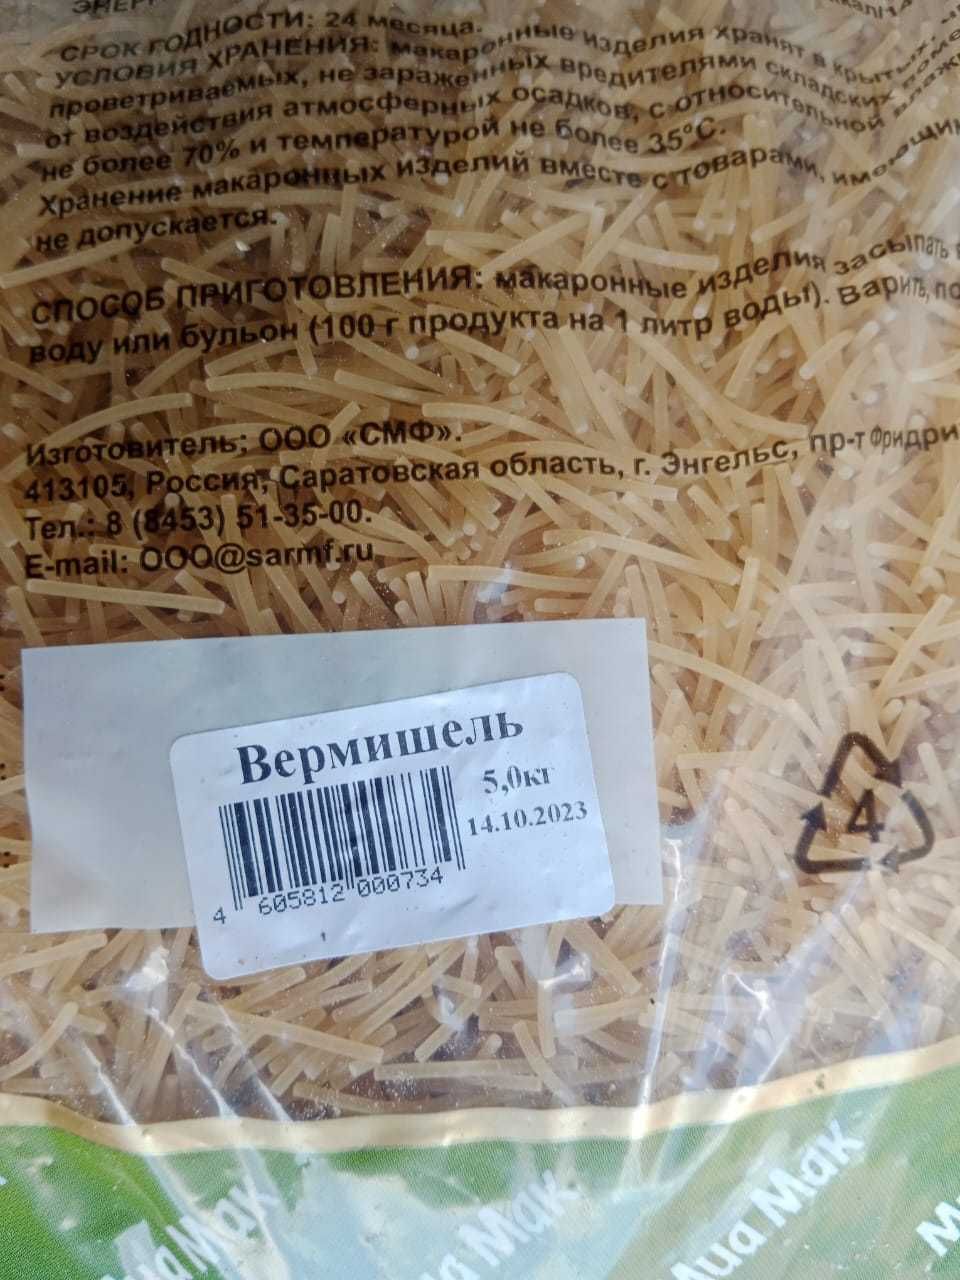 СРОК ГОДНОСТИ: 24 месяца.
УСЛОВИЯ ХРАНЕНИЯ: макаронные изделия хранят в крытых,
проветриваемых, не зараженных вредителями складских
от воздействия атмосферных осадков, с относительной
не более 70% и температурой не более 35°С.
Хранение макаронных изделий вместе с товарами,
не допускается.
СПОСОБ ПРИГОТОВЛЕНИЯ: макаронные изделия засыпать в
воду или бульон (100 г продукта на 1 литр воды). Варить,
Изготовитель: ООО «СМФ».
413105, Россия, Саратовская область, г. Энгельс, пр-т
Тел.: 8 (8453) 51-35-00.
E-mail: OOO@sarmf.ru
Вермишель
5,0кг
14.10.2023
4 605812 000734
4
Мак
Мак
Миа Мак